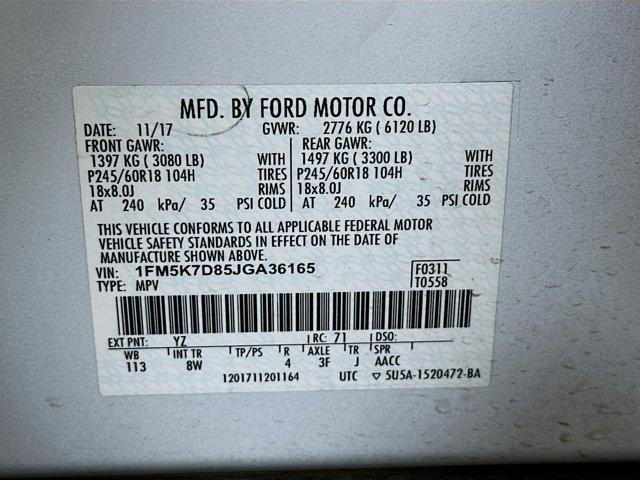 MFD. BY FORD MOTOR CO.
DATE: 11/17 GVWR: 2776 KG ( 6120 LB)
FRONT GAWR: REAR GAWR:
1397 KG ( 3080 LB) WITH 1497 KG ( 3300 LB) WITH
P245/60R18 104H TIRES P245/60R18 104H TIRES
18x8.0J RIMS 18x8.0J RIMS
AT 240 kPa/ 35 PSI COLD AT 240 kPa/ 35 PSI COLD
THIS VEHICLE CONFORMS TO ALL APPLICABLE FEDERAL MOTOR
VEHICLE SAFETY STANDARDS IN EFFECT ON THE DATE OF
MANUFACTURE SHOWN ABOVE.
VIN: 1FM5K7D85JGA36165 F0311
TYPE: MPV T0558
EXT PNT: YZ RC: 71 DSO:
WB INT TR TP/PS R AXLE TR SPR
113 8W 4 3F J AACC
1201711201164 UTC 5U5A-1520472-BA